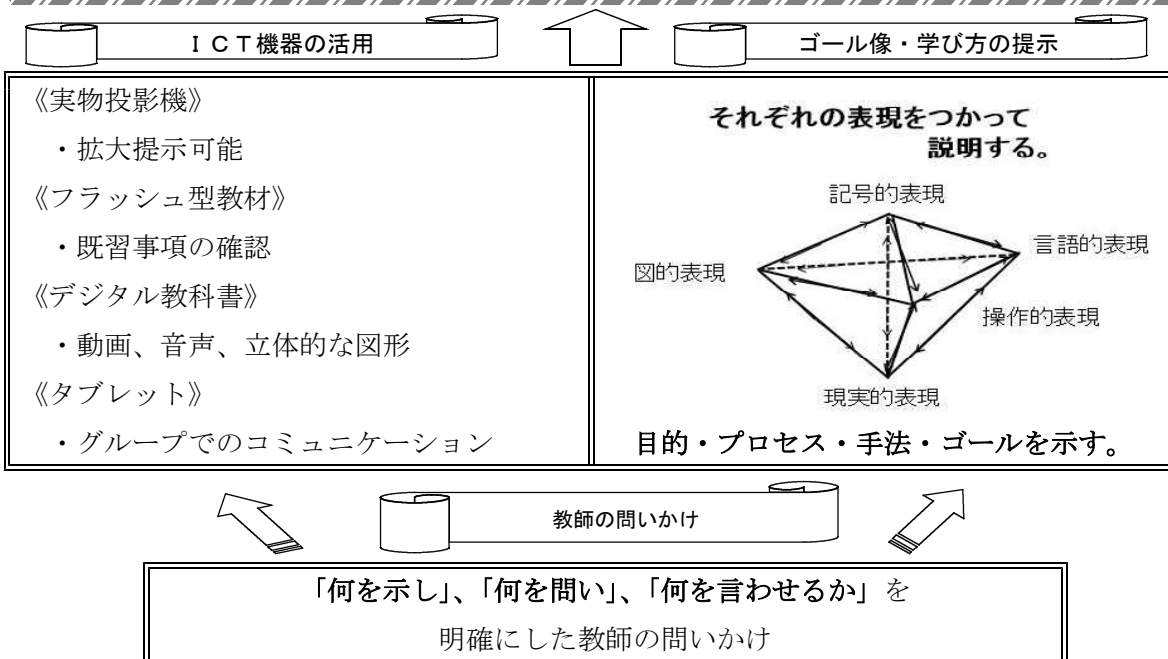 ＩＣＴ機器の活用
ゴール像・学び方の提示
《実物投影機》
・拡大提示可能
《フラッシュ型教材》
・既習事項の確認
《デジタル教科書》
・動画、音声、立体的な図形
《タブレット》
・グループでのコミュニケーション
それぞれの表現をつかって
説明する。
記号的表現
言語的表現
図的表現
操作的表現
現実的表現
目的・プロセス・手法・ゴールを示す。
教師の問いかけ
「何を示し」、「何を問い」、「何を言わせるか」を
明確にした教師の問いかけ